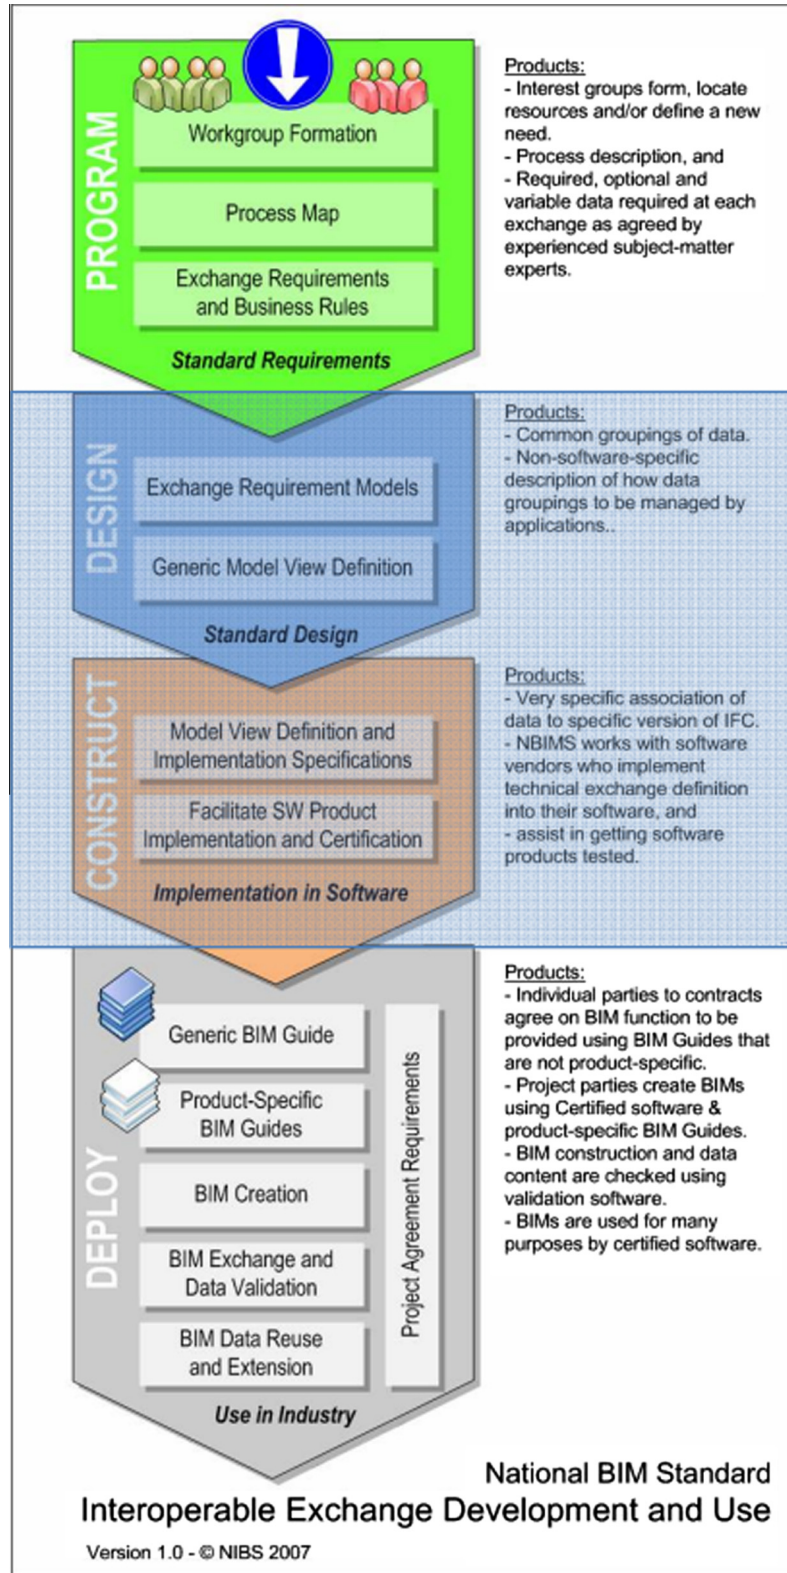 PROGRAM
Workgroup Formation
Process Map
Exchange Requirements
and Business Rules
Standard Requirements
Products:
- Interest groups form, locate
resources and/or define a new
need.
- Process description, and
- Required, optional and
variable data required at each
exchange as agreed by
experienced subject-matter
experts.
DESIGN
Exchange Requirement Models
Generic Model View Definition
Standard Design
Products:
- Common groupings of data.
- Non-software-specific
description of how data
groupings to be managed by
applications..
CONSTRUCT
Model View Definition and
Implementation Specifications
Facilitate SW Product
Implementation and Certification
Implementation in Software
Products:
- Very specific association of
data to specific version of IFC.
- NBIMS works with software
vendors who implement
technical exchange definition
into their software, and
- assist in getting software
products tested.
DEPLOY
Generic BIM Guide
Product-Specific
BIM Guides
BIM Creation
BIM Exchange and
Data Validation
BIM Data Reuse
and Extension
Project Agreement Requirements
Use in Industry
Products:
- Individual parties to contracts
agree on BIM function to be
provided using BIM Guides that
are not product-specific.
- Project parties create BIMs
using Certified software &
product-specific BIM Guides.
- BIM construction and data
content are checked using
validation software.
- BIMs are used for many
purposes by certified software.
National BIM Standard
Interoperable Exchange Development and Use
Version 1.0 - © NIBS 2007